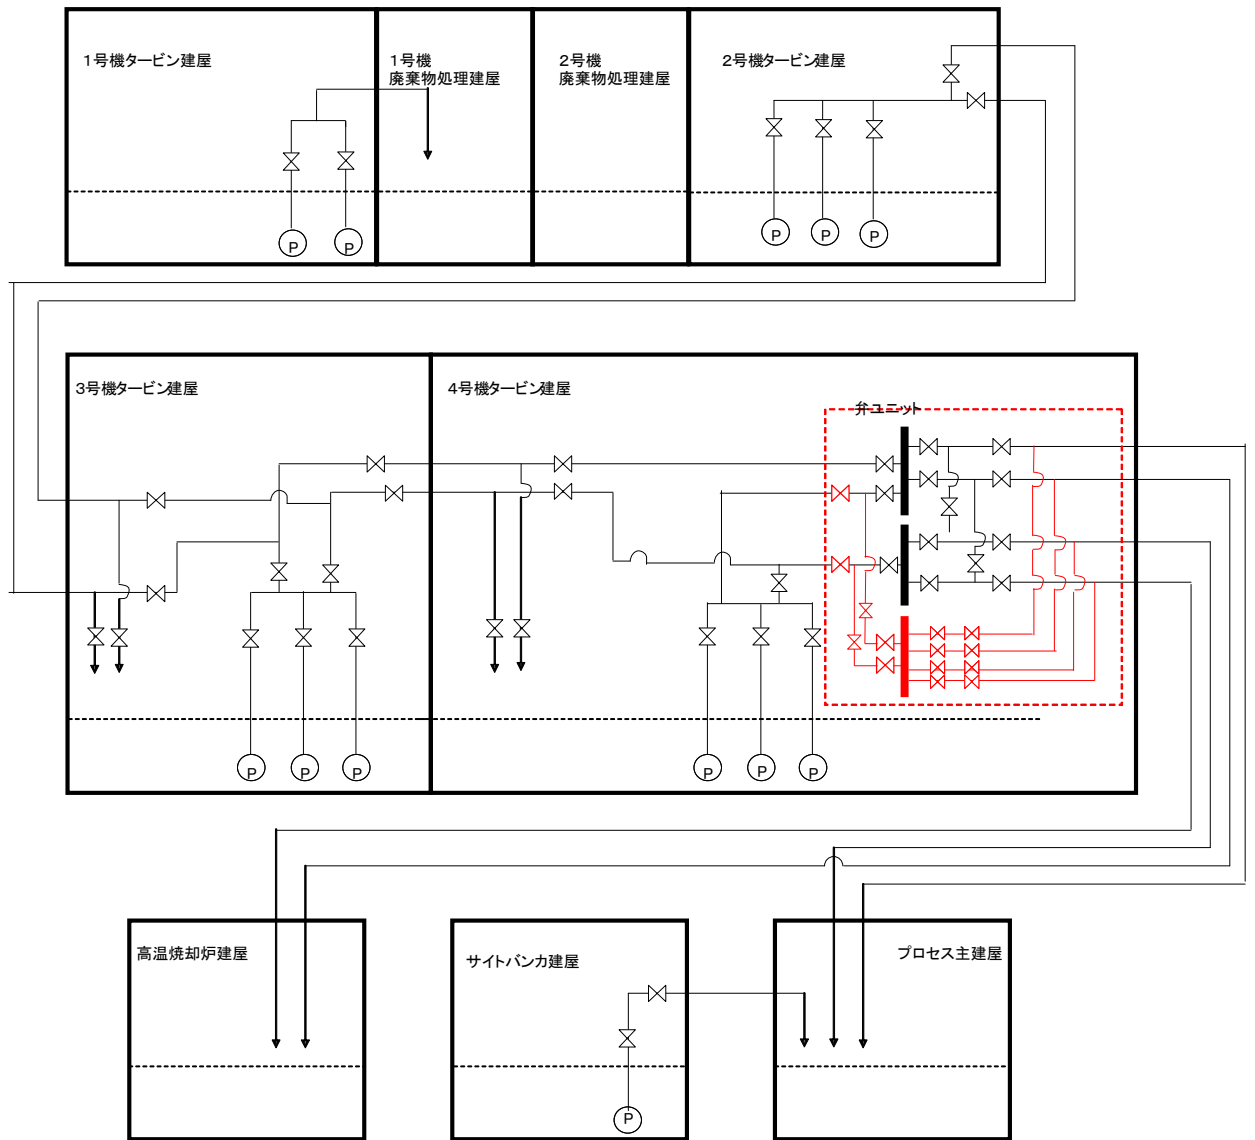 1号機タービン建屋
1号機
廃棄物処理建屋
2号機
廃棄物処理建屋
2号機タービン建屋
P
P
P
P
P
3号機タービン建屋
4号機タービン建屋
弁ユニット
P
P
P
P
P
P
高温焼却炉建屋
サイトバンカ建屋
プロセス主建屋
P